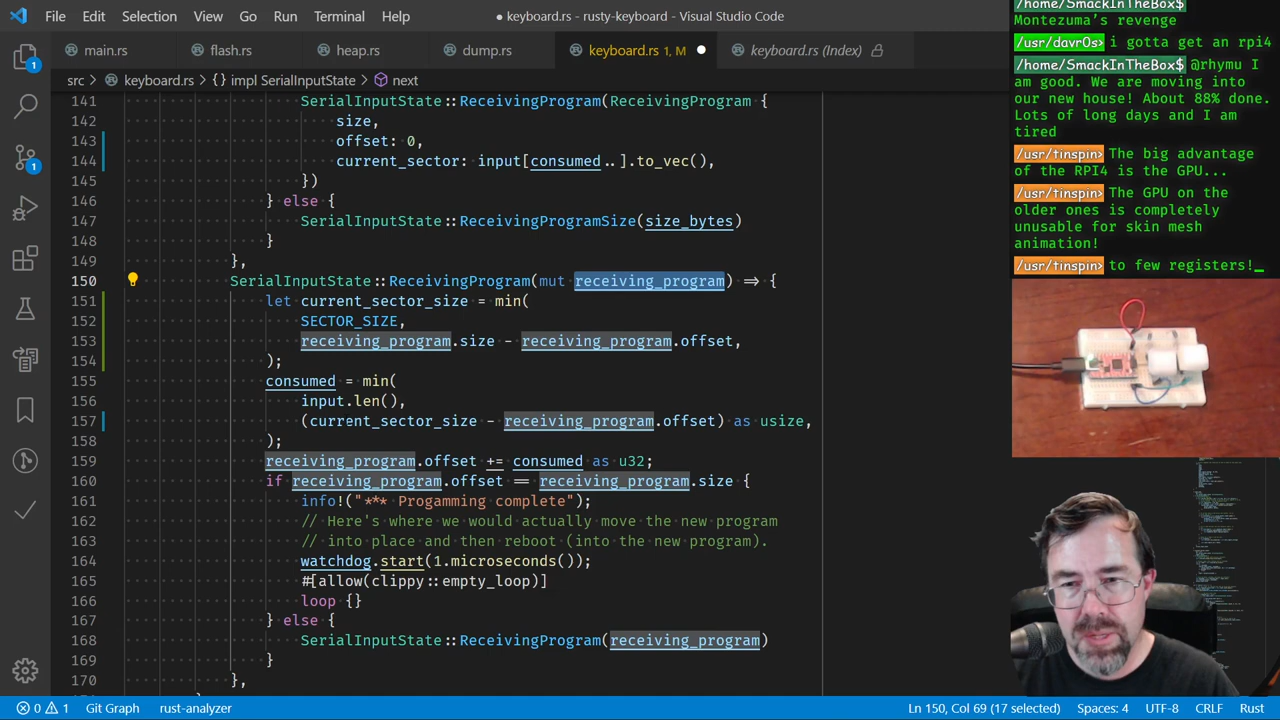 File Edit Selection View Go Run Terminal Help
● keyboard.rs - rusty-keyboard - Visual Studio Code
main.rs flash.rs heap.rs dump.rs keyboard.rs 1, M ● keyboard.rs (Index)
src > keyboard.rs > {} impl SerialInputState > next
141 SerialInputState::ReceivingProgram(ReceivingProgram {
142 size,
143 offset: 0,
144 current_sector: input[consumed..].to_vec(),
145 })
146 } else {
147 SerialInputState::ReceivingProgramSize(size_bytes)
148 }
149 },
150 SerialInputState::ReceivingProgram(mut receiving_program) => {
151 let current_sector_size = min(
152 SECTOR_SIZE,
153 receiving_program.size - receiving_program.offset,
154 );
155 consumed = min(
156 input.len(),
157 (current_sector_size - receiving_program.offset) as usize,
158 );
159 receiving_program.offset += consumed as u32;
160 if receiving_program.offset == receiving_program.size {
161 info!("*** Progamming complete");
162 // Here's where we would actually move the new program
163 // into place and then reboot (into the new program).
164 watchdog.start(1.microseconds());
165 #[allow(clippy::empty_loop)]
166 loop {}
167 } else {
168 SerialInputState::ReceivingProgram(receiving_program)
169 }
170 },
0 1 Git Graph rust-analyzer Ln 150, Col 69 (17 selected) Spaces: 4 UTF-8 CRLF Rust
/home/SmackInTheBox$
Montezuma's revenge
/usr/davr0s> i gotta get an rpi4
/home/SmackInTheBox$ @rhymu I
am good. We are moving into
our new house! About 88% done.
Lots of long days and I am
tired
/usr/tinspin> The big advantage
of the RPI4 is the GPU...
/usr/tinspin> The GPU on the
older ones is completely
unusable for skin mesh
animation!
/usr/tinspin> to few registers!_